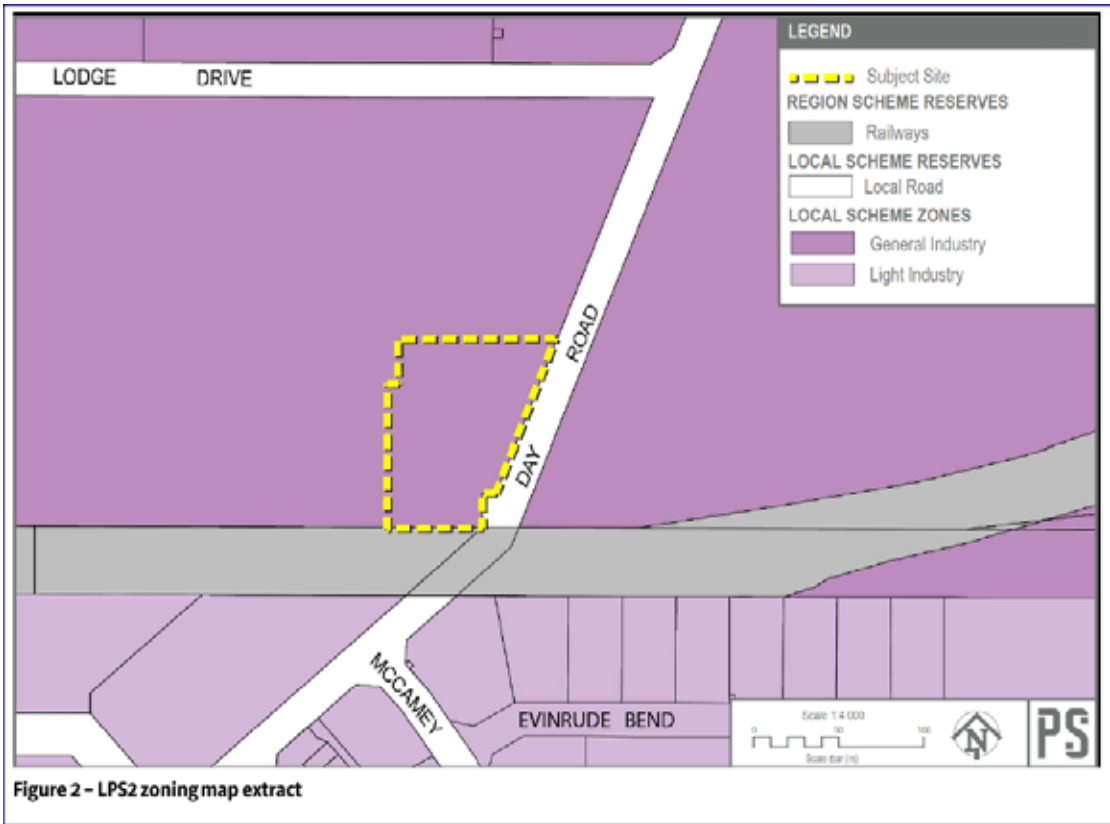 LEGEND
Subject Site
REGION SCHEME RESERVES
Railways
LOCAL SCHEME RESERVES
Local Road
LOCAL SCHEME ZONES
General Industry
Light Industry
LODGE DRIVE
ROAD
DAY
MCCAMEY
EVINRUDE BEND
Scale 1:4 000
0 50 100
Scale Bar (m)
N
PS
Figure 2 – LPS2 zoning map extract